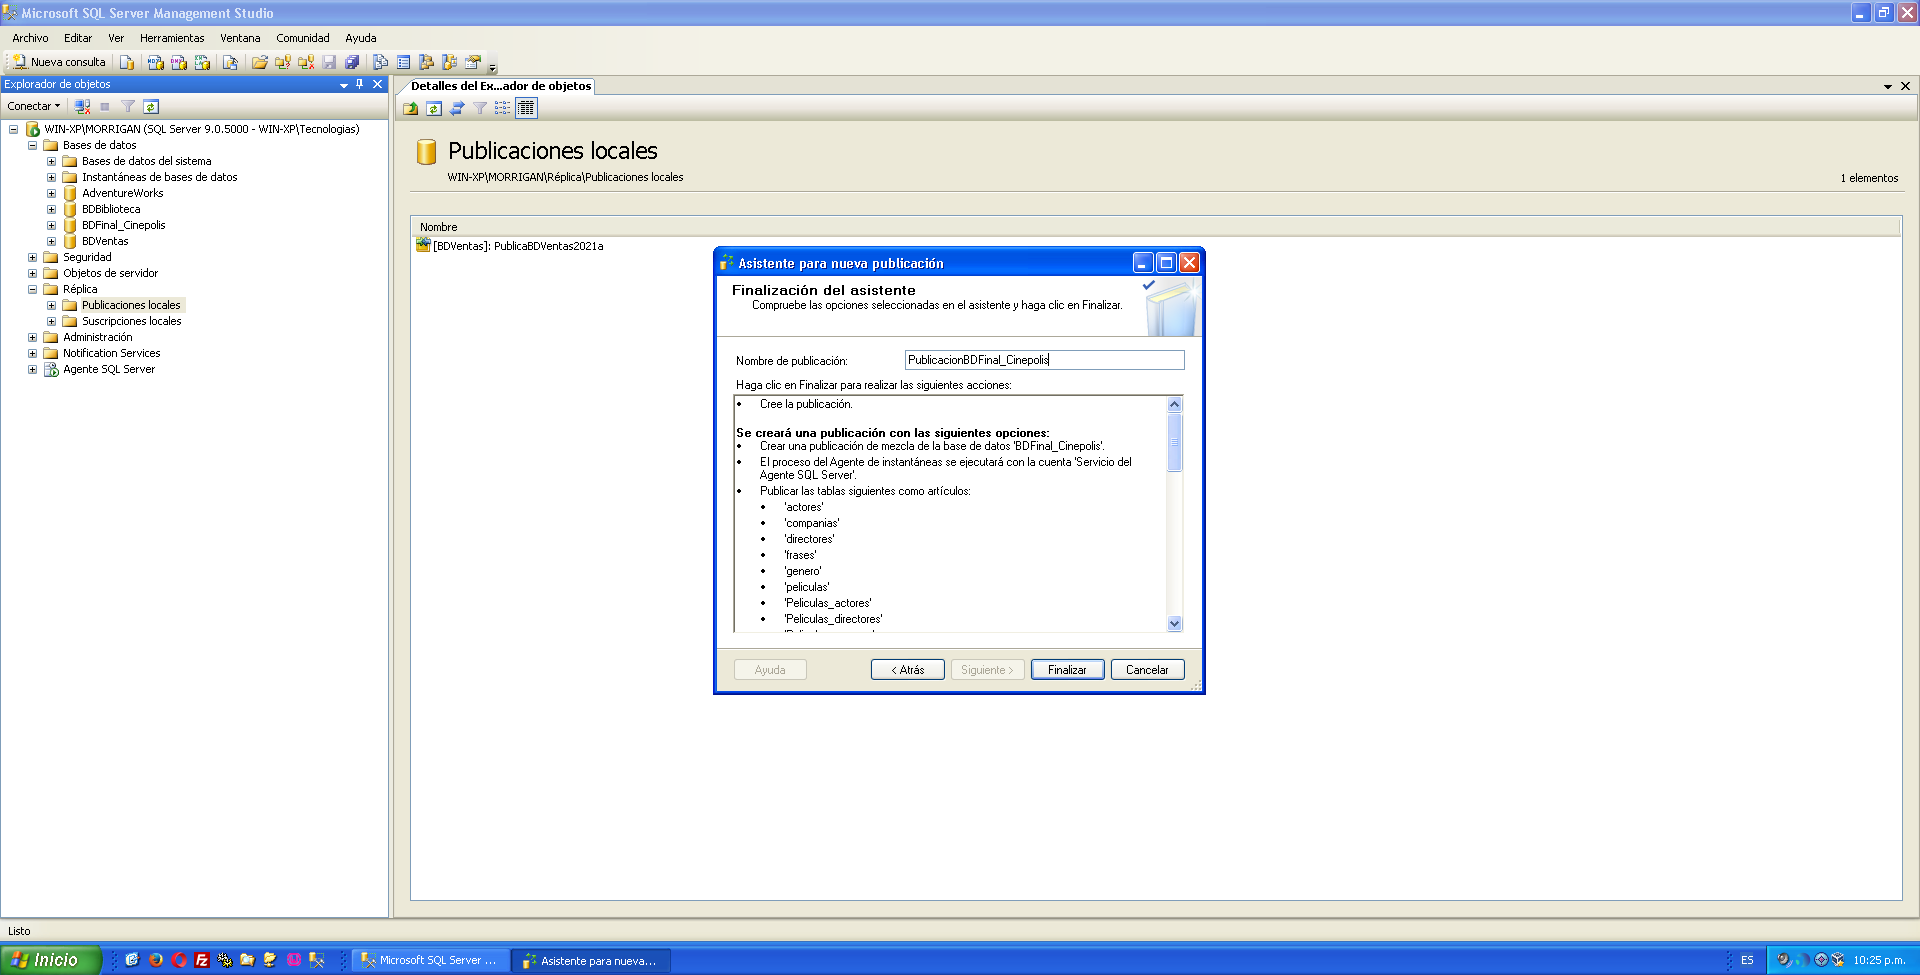 Microsoft SQL Server Management Studio
Archivo Editar Ver Herramientas Ventana Comunidad Ayuda
Nueva consulta
Explorador de objetos
Conectar
WIN-XP\MORRIGAN (SQL Server 9.0.5000 - WIN-XP\Tecnologias)
Bases de datos
Bases de datos del sistema
Instantáneas de bases de datos
AdventureWorks
BDBiblioteca
BDFinal_Cinepolis
BDVentas
Seguridad
Objetos de servidor
Réplica
Publicaciones locales
Suscripciones locales
Administración
Notification Services
Agente SQL Server
Detalles del Ex...ador de objetos
Publicaciones locales
WIN-XP\MORRIGAN\Réplica\Publicaciones locales
1 elementos
Nombre
[BDVentas]: PublicaBDVentas2021a
Asistente para nueva publicación
Finalización del asistente
Compruebe las opciones seleccionadas en el asistente y haga clic en Finalizar.
Nombre de publicación: PublicacionBDFinal_Cinepolis
Haga clic en Finalizar para realizar las siguientes acciones:
• Cree la publicación.
Se creará una publicación con las siguientes opciones:
• Crear una publicación de mezcla de la base de datos 'BDFinal_Cinepolis'.
• El proceso del Agente de instantáneas se ejecutará con la cuenta 'Servicio del
Agente SQL Server'.
• Publicar las tablas siguientes como artículos:
• 'actores'
• 'companias'
• 'directores'
• 'frases'
• 'genero'
• 'peliculas'
• 'Peliculas_actores'
• 'Peliculas_directores'
Ayuda < Atrás Siguiente > Finalizar Cancelar
Listo
Inicio Microsoft SQL Server ... Asistente para nueva... ES 10:25 p.m.